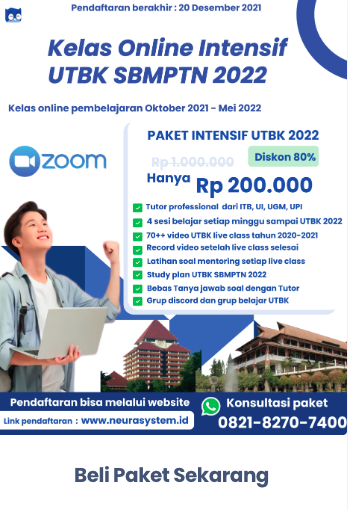 Pendaftaran berakhir : 20 Desember 2021
Kelas Online Intensif
UTBK SBMPTN 2022
Kelas online pembelajaran Oktober 2021 - Mei 2022
zoom
PAKET INTENSIF UTBK 2022
Rp 1.000.000
Diskon 80%
Hanya
Rp 200.000
Tutor professional dari ITB, UI, UGM, UPI
4 sesi belajar setiap minggu sampai UTBK 2022
70++ video UTBK live class tahun 2020-2021
Record video setelah live class selesai
Latihan soal mentoring setiap live class
Study plan UTBK SBMPTN 2022
Bebas Tanya jawab soal dengan Tutor
Grup discord dan grup belajar UTBK
Pendaftaran bisa melalui website
Link pendaftaran : www.neurasystem.id
Konsultasi paket
0821-8270-7400
Beli Paket Sekarang